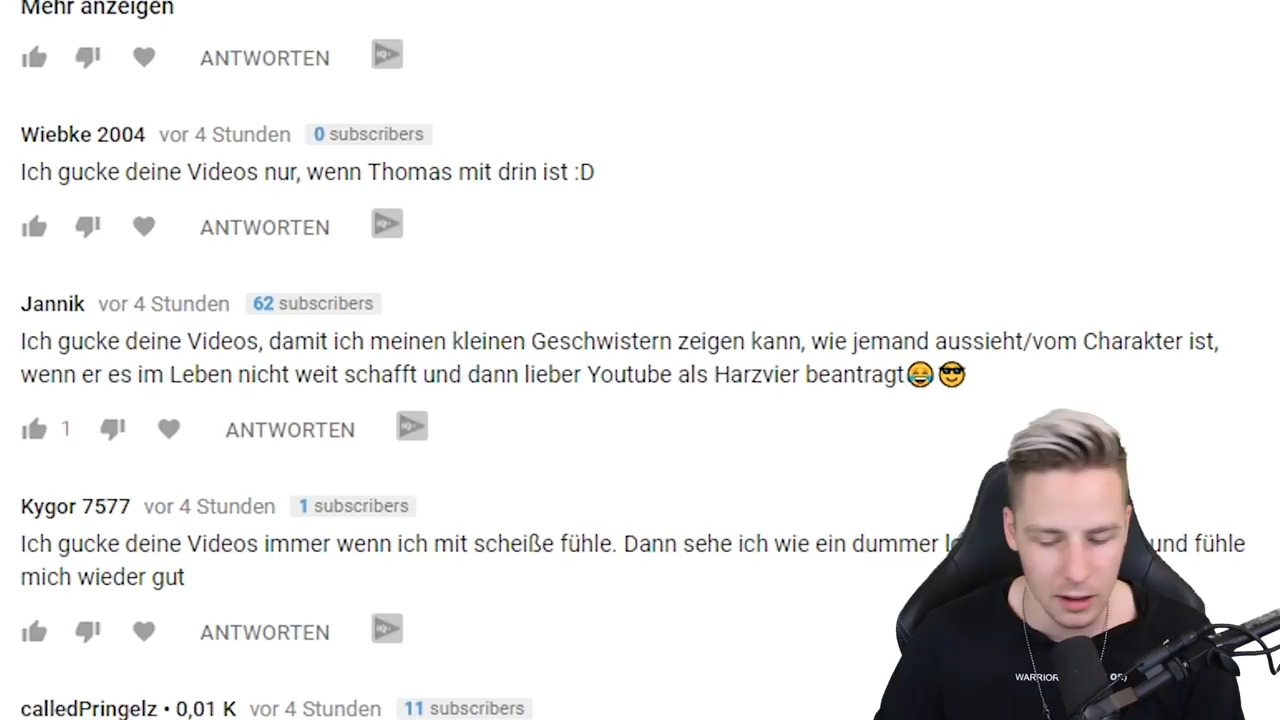 Mehr anzeigen
ANTWORTEN
Wiebke 2004 vor 4 Stunden 0 subscribers
Ich gucke deine Videos nur, wenn Thomas mit drin ist :D
ANTWORTEN
Jannik vor 4 Stunden 62 subscribers
Ich gucke deine Videos, damit ich meinen kleinen Geschwistern zeigen kann, wie jemand aussieht/vom Charakter ist,
wenn er es im Leben nicht weit schafft und dann lieber Youtube als Harzvier beantragt😂😎
1 ANTWORTEN
Kygor 7577 vor 4 Stunden 1 subscribers
Ich gucke deine Videos immer wenn ich mit scheiße fühle. Dann sehe ich wie ein dummer und fühle
mich wieder gut
ANTWORTEN
WARRIOR
calledPringelz • 0,01 K vor 4 Stunden 11 subscribers